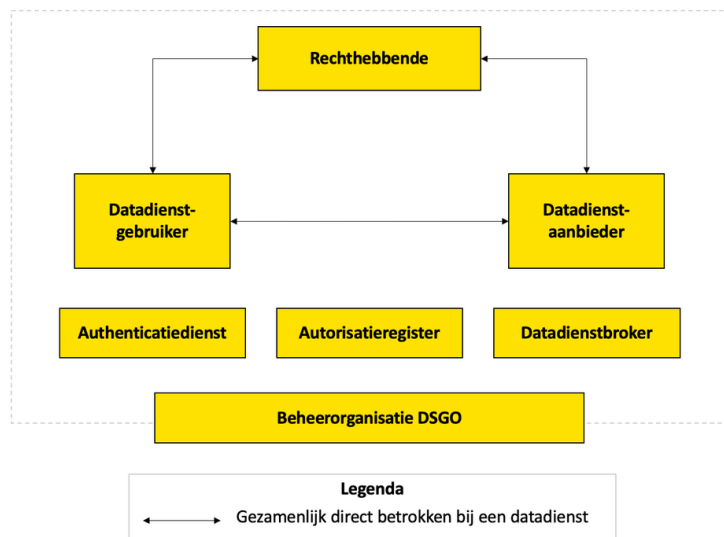 Rechthebbende
Datadienst-
gebruiker
Datadienst-
aanbieder
Authenticatiedienst
Autorisatieregister
Datadienstbroker
Beheerorganisatie DSGO
Legenda
Gezamenlijk direct betrokken bij een datadienst